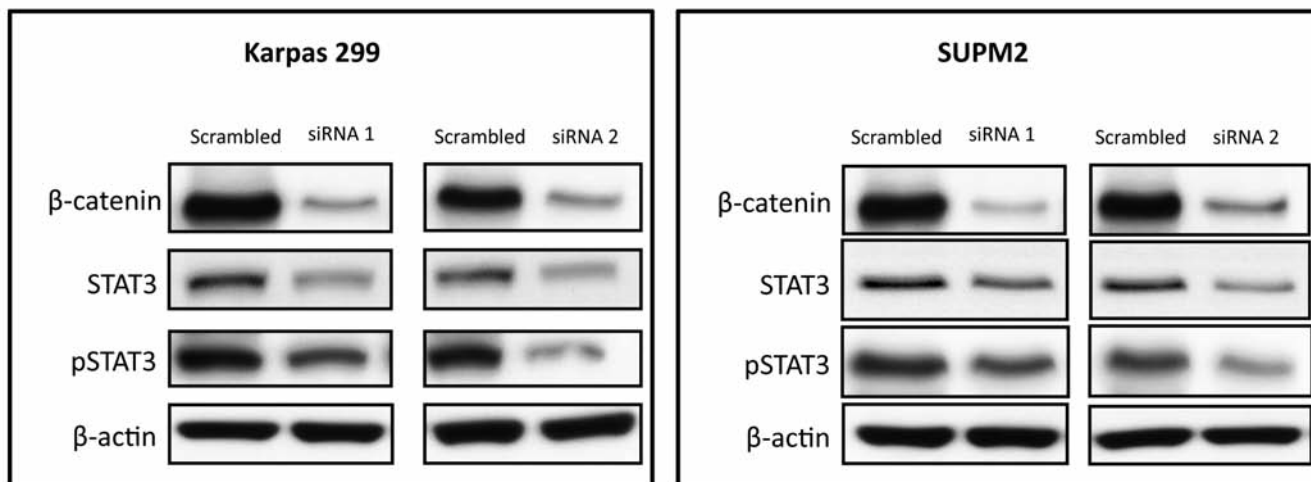 Karpas 299
Scrambled siRNA 1 Scrambled siRNA 2
β-catenin
STAT3
pSTAT3
β-actin
SUPM2
Scrambled siRNA 1 Scrambled siRNA 2
β-catenin
STAT3
pSTAT3
β-actin